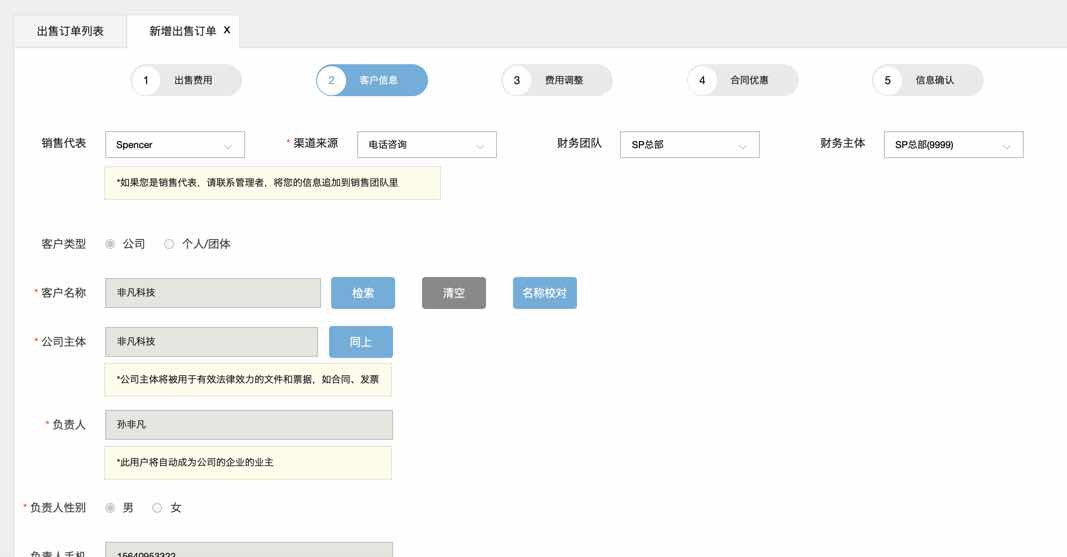 出售订单列表
新增出售订单 X
1 出售费用
2 客户信息
3 费用调整
4 合同优惠
5 信息确认
销售代表 Spencer * 渠道来源 电话咨询 财务团队 SP总部 财务主体 SP总部(9999)
*如果您是销售代表，请联系管理者，将您的信息追加到销售团队里
客户类型 公司 个人/团体
* 客户名称 非凡科技 检索 清空 名称校对
* 公司主体 非凡科技 同上
*公司主体将被用于有效法律效力的文件和票据，如合同、发票
* 负责人 孙非凡
*此用户将自动成为公司的企业的业主
* 负责人性别 男 女
负责人手机 15640953322